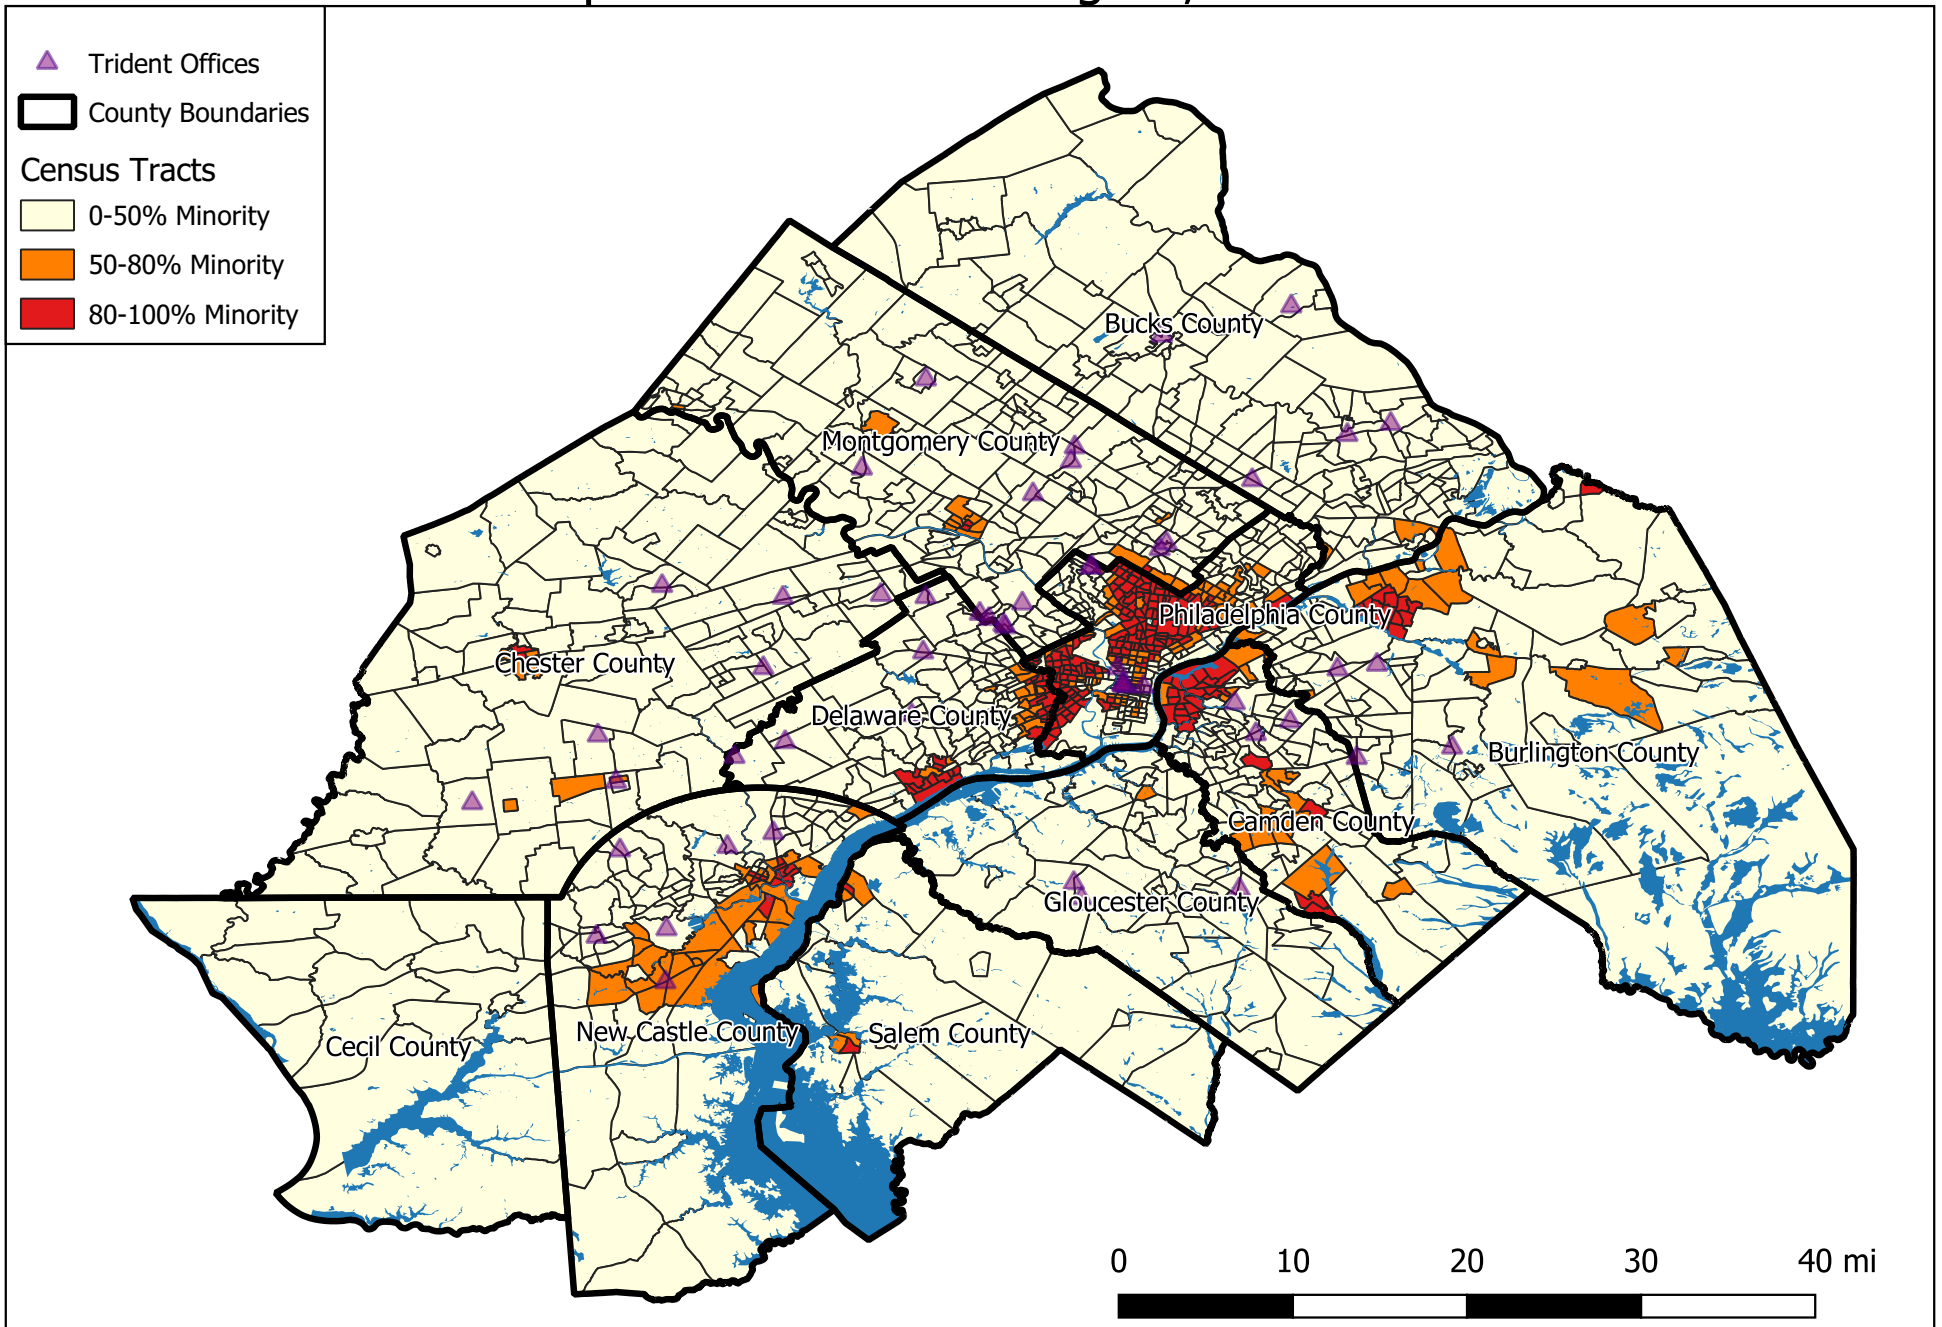 Trident Offices
County Boundaries
Census Tracts
0-50% Minority
50-80% Minority
80-100% Minority
Bucks County
Montgomery County
Philadelphia County
Chester County
Delaware County
Burlington County
Camden County
Gloucester County
New Castle County
Salem County
Cecil County
0 10 20 30 40 mi